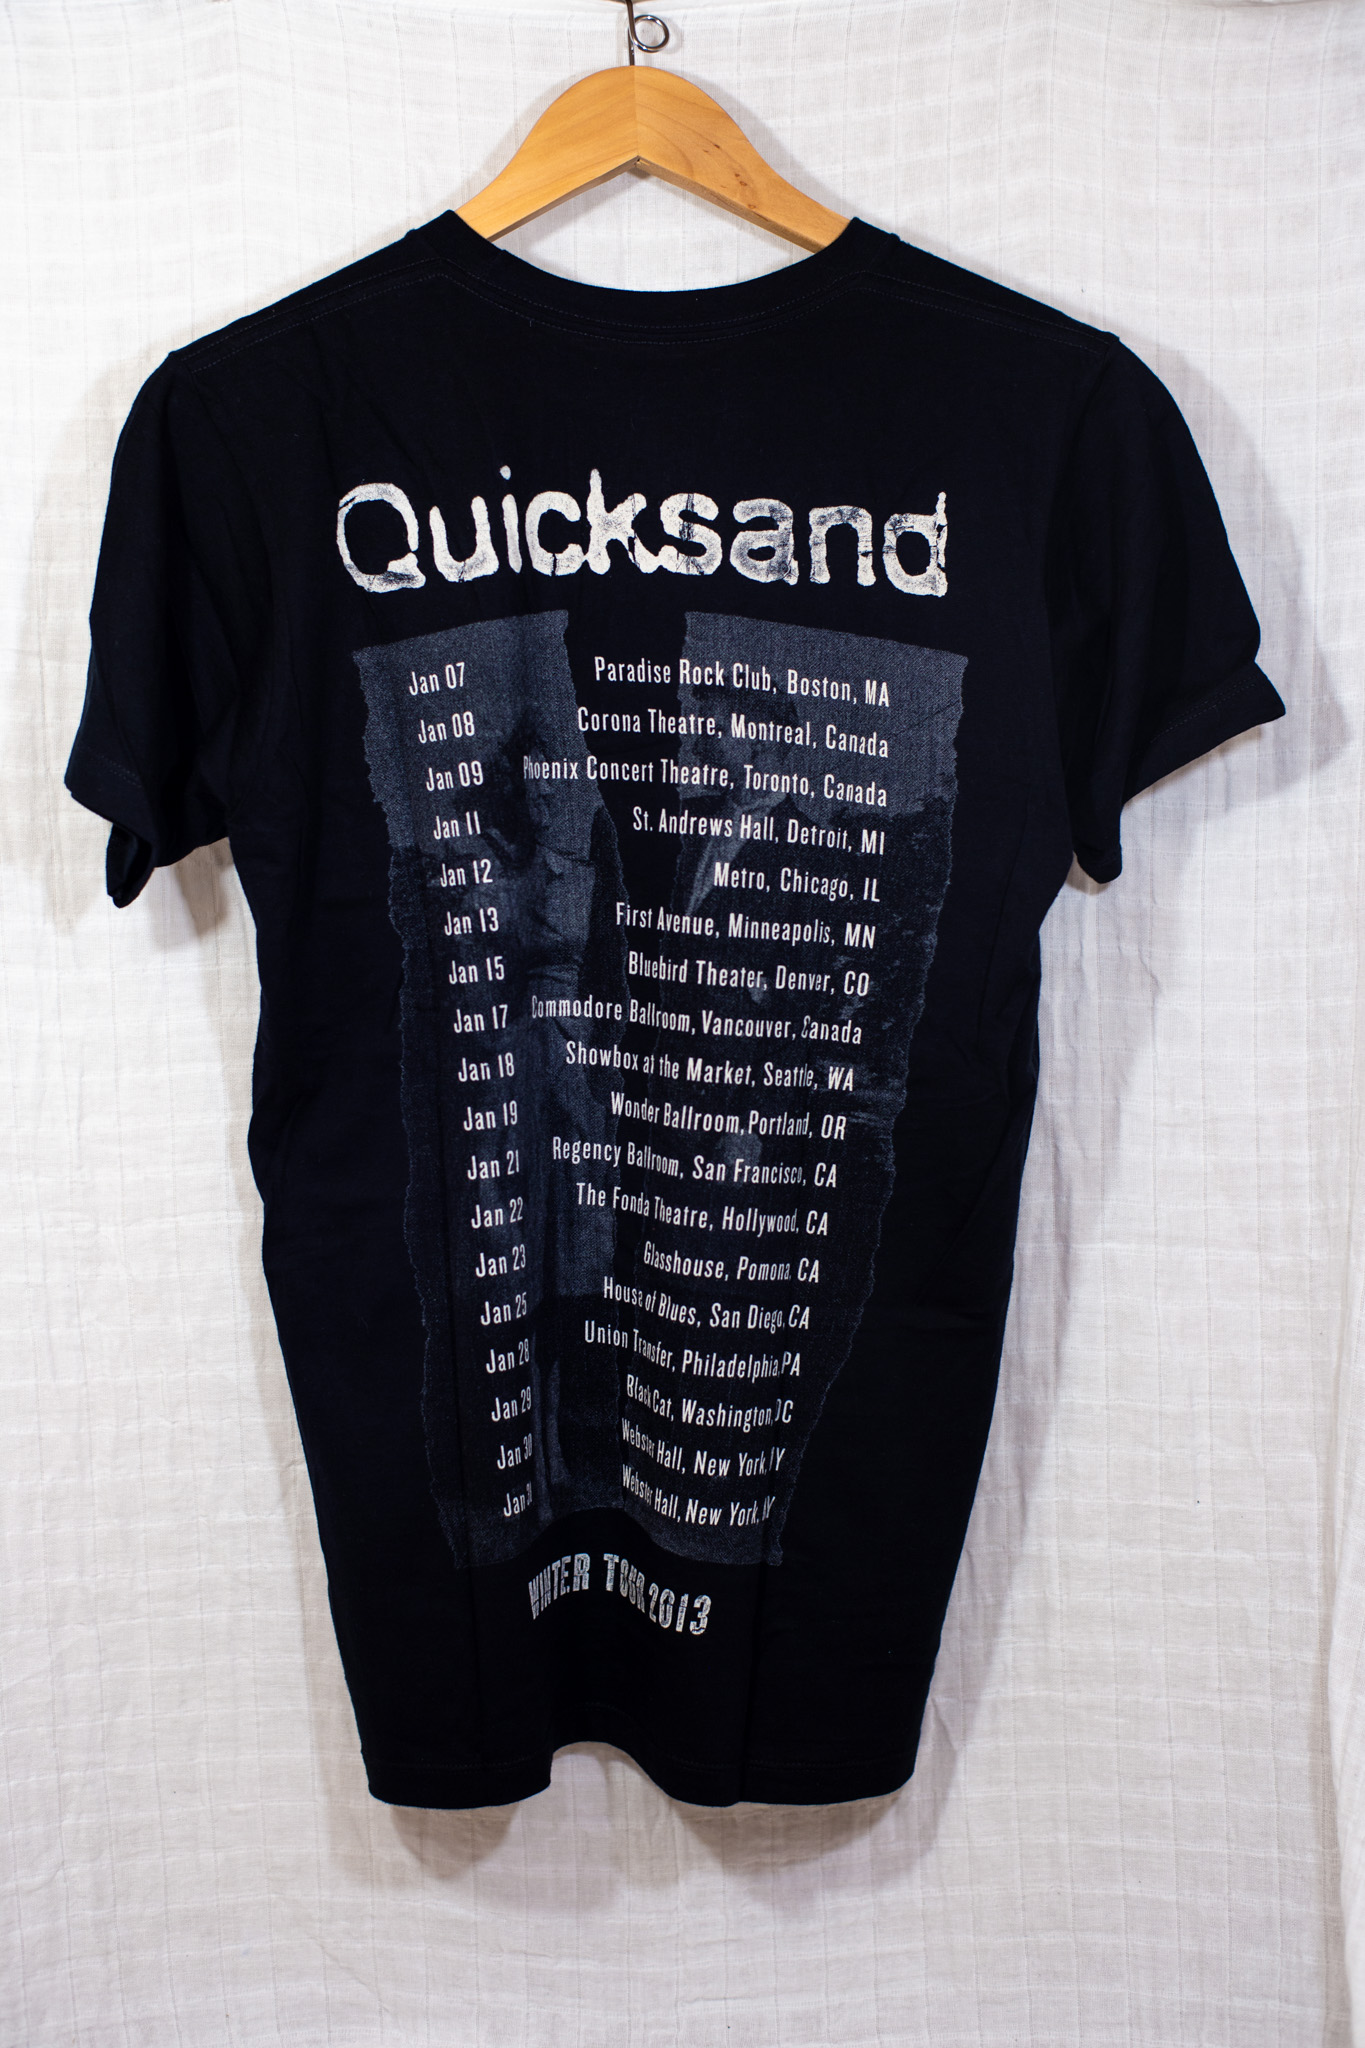 Quicksand
Jan 07 Paradise Rock Club, Boston, MA
Jan 08 Corona Theatre, Montreal, Canada
Jan 09 Phoenix Concert Theatre, Toronto, Canada
Jan 11 St. Andrews Hall, Detroit, MI
Jan 12 Metro, Chicago, IL
Jan 13 First Avenue, Minneapolis, MN
Jan 15 Bluebird Theater, Denver, CO
Jan 17 Commodore Ballroom, Vancouver, Canada
Jan 18 Showbox at the Market, Seattle, WA
Jan 19 Wonder Ballroom, Portland, OR
Jan 21 Regency Ballroom, San Francisco, CA
Jan 22 The Fonda Theatre, Hollywood, CA
Jan 23 Glasshouse, Pomona, CA
Jan 25 House of Blues, San Diego, CA
Jan 28 Union Transfer, Philadelphia, PA
Jan 29 Black Cat, Washington, DC
Jan 30 Webster Hall, New York, NY
Jan 31 Webster Hall, New York, NY
WINTER TOUR 2013